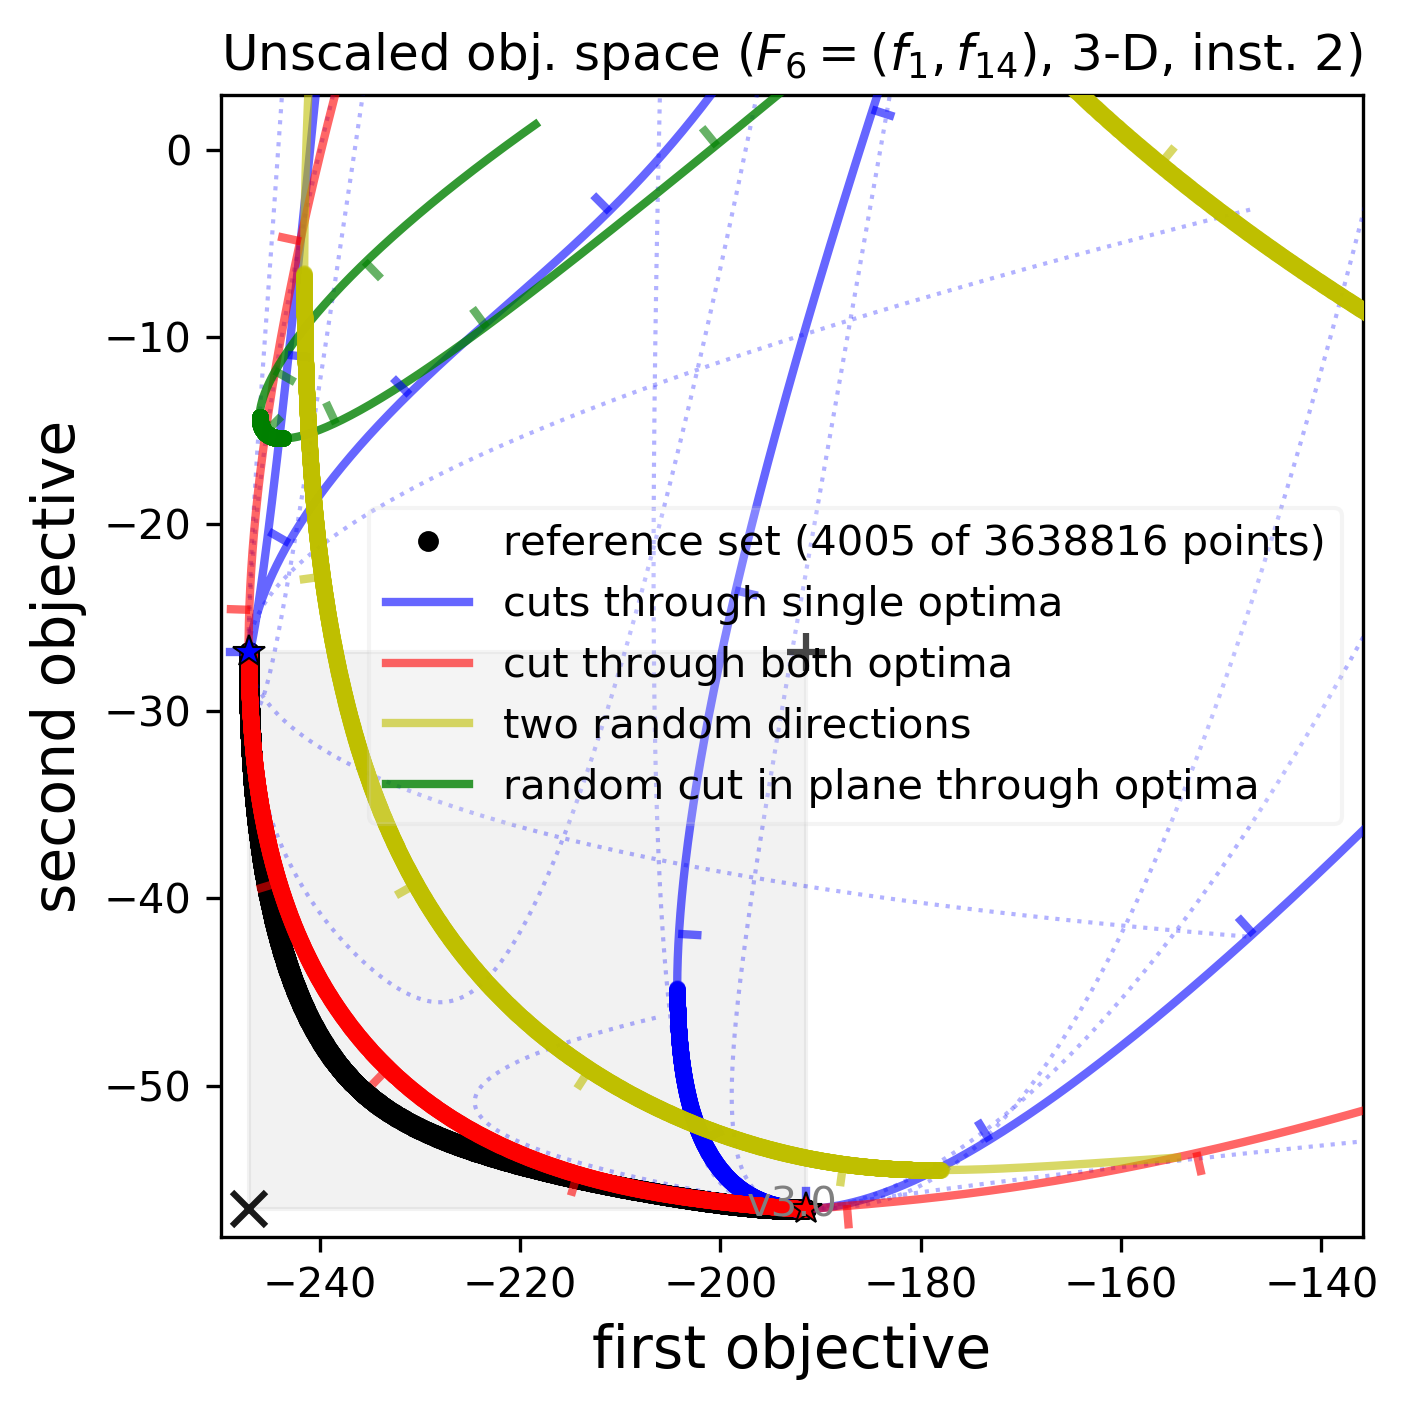 Unscaled obj. space (F₆ = (f₁, f₁₄), 3-D, inst. 2)
0
−10
−20
−30
−40
−50
second objective
reference set (4005 of 3638816 points)
cuts through single optima
cut through both optima
two random directions
random cut in plane through optima
v3.0
−240
−220
−200
−180
−160
−140
first objective